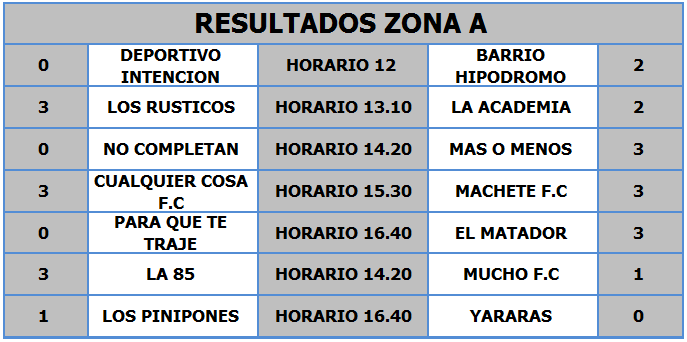 RESULTADOS ZONA A
0 DEPORTIVO INTENCION HORARIO 12 BARRIO HIPODROMO 2
3 LOS RUSTICOS HORARIO 13.10 LA ACADEMIA 2
0 NO COMPLETAN HORARIO 14.20 MAS O MENOS 3
3 CUALQUIER COSA F.C HORARIO 15.30 MACHETE F.C 3
0 PARA QUE TE TRAJE HORARIO 16.40 EL MATADOR 3
3 LA 85 HORARIO 14.20 MUCHO F.C 1
1 LOS PINIPONES HORARIO 16.40 YARARAS 0